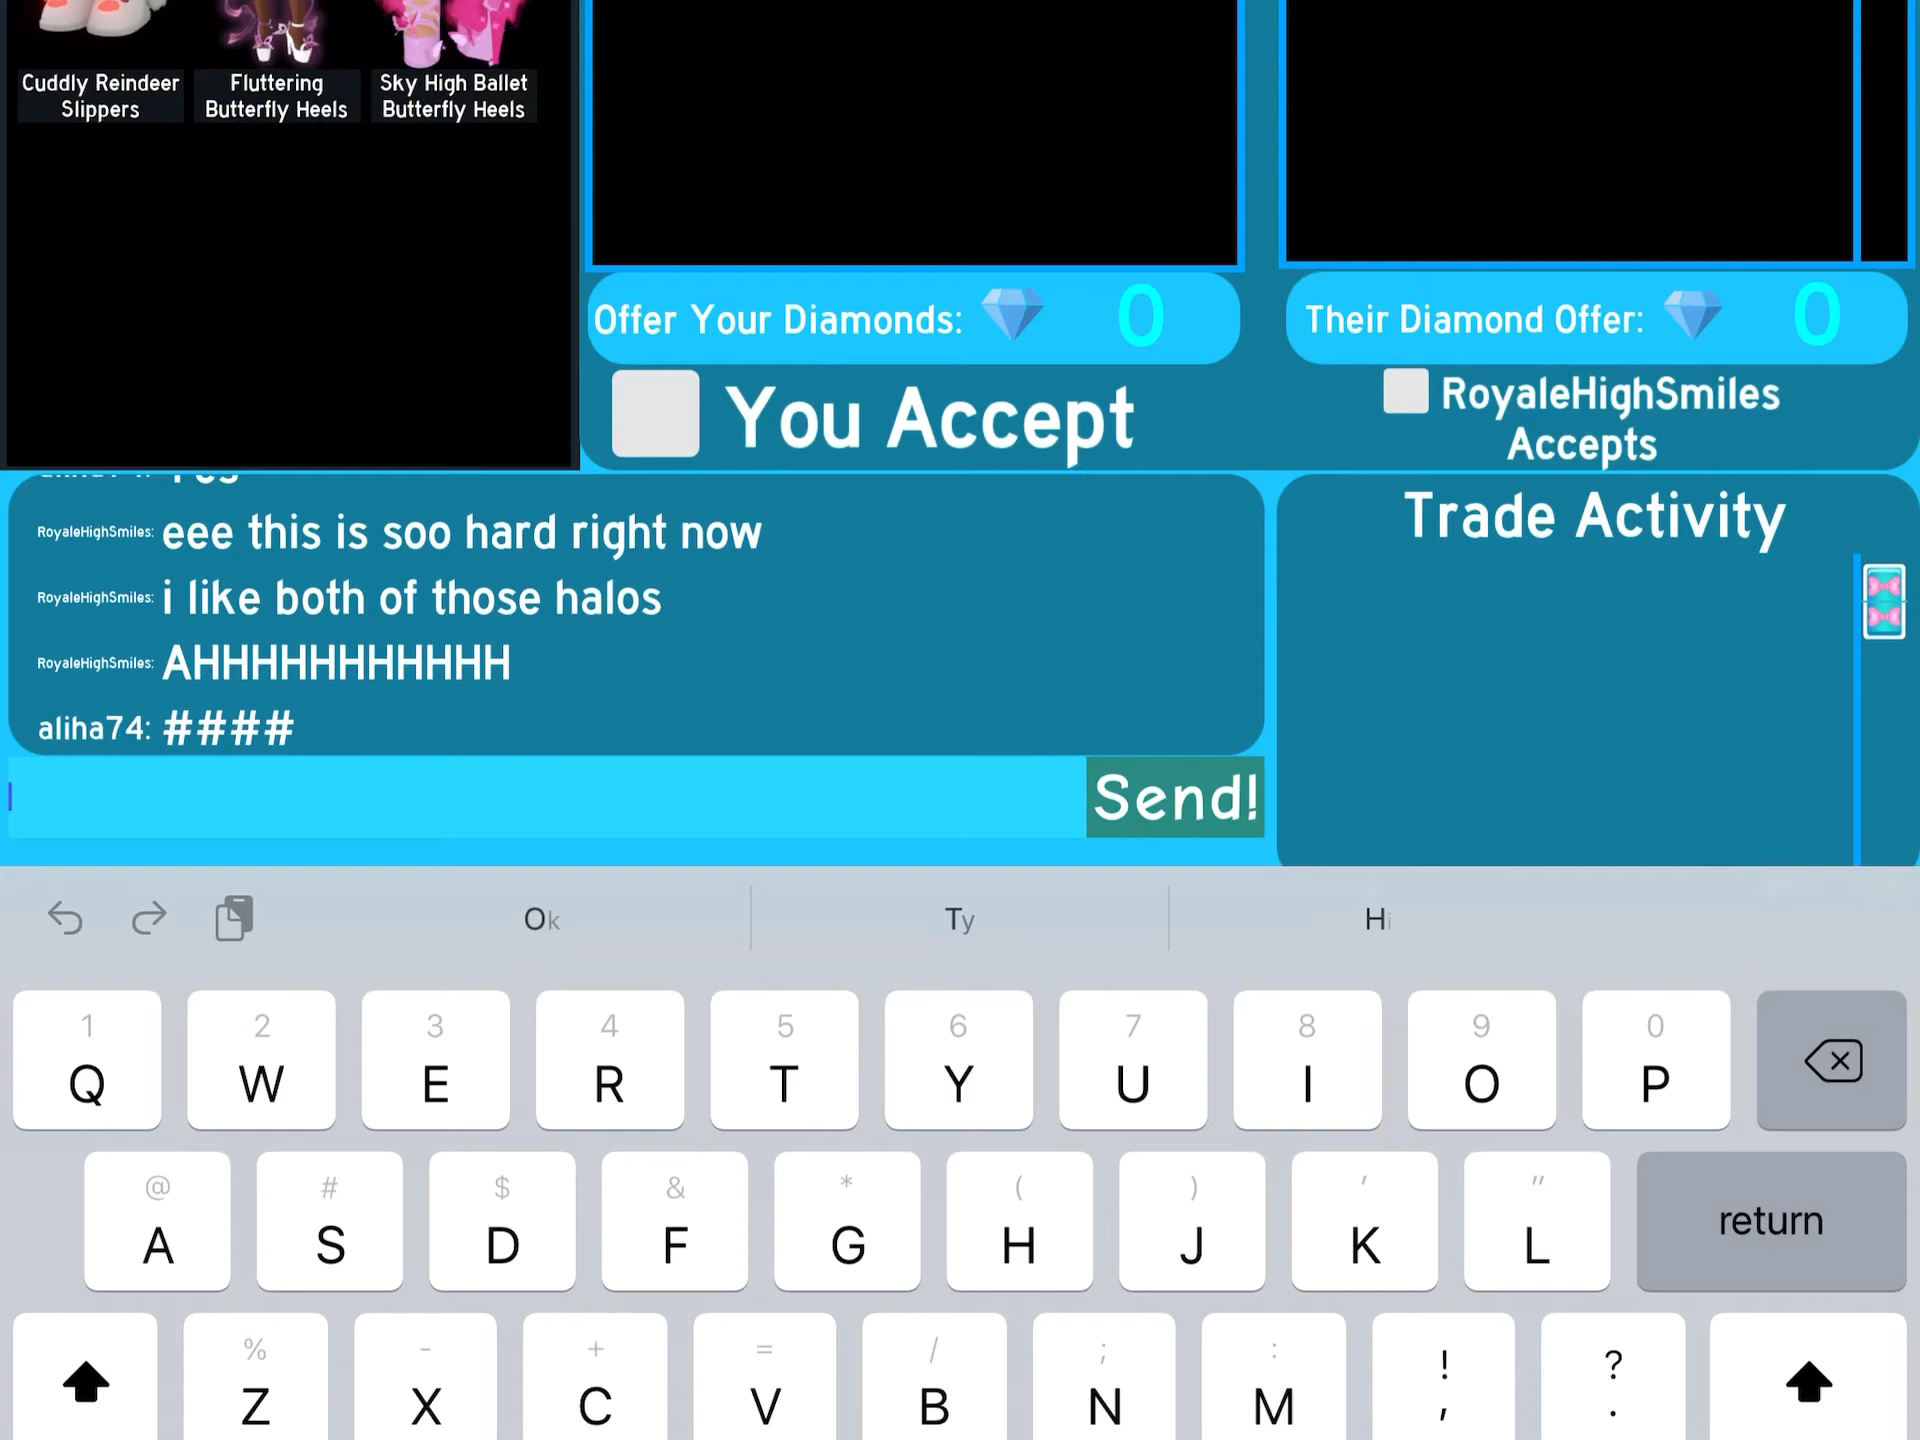 Cuddly Reindeer
Slippers
Fluttering
Butterfly Heels
Sky High Ballet
Butterfly Heels
Offer Your Diamonds: 0
Their Diamond Offer: 0
You Accept
RoyaleHighSmiles
Accepts
RoyaleHighSmiles: eee this is soo hard right now
RoyaleHighSmiles: i like both of those halos
RoyaleHighSmiles: AHHHHHHHHHHH
aliha74: ####
Send!
Trade Activity
Ok Ty Hi
1 2 3 4 5 6 7 8 9 0
Q W E R T Y U I O P
@ # $ & * ( ) ' "
A S D F G H J K L return
% - + = / ; : ! ?
Z X C V B N M , .